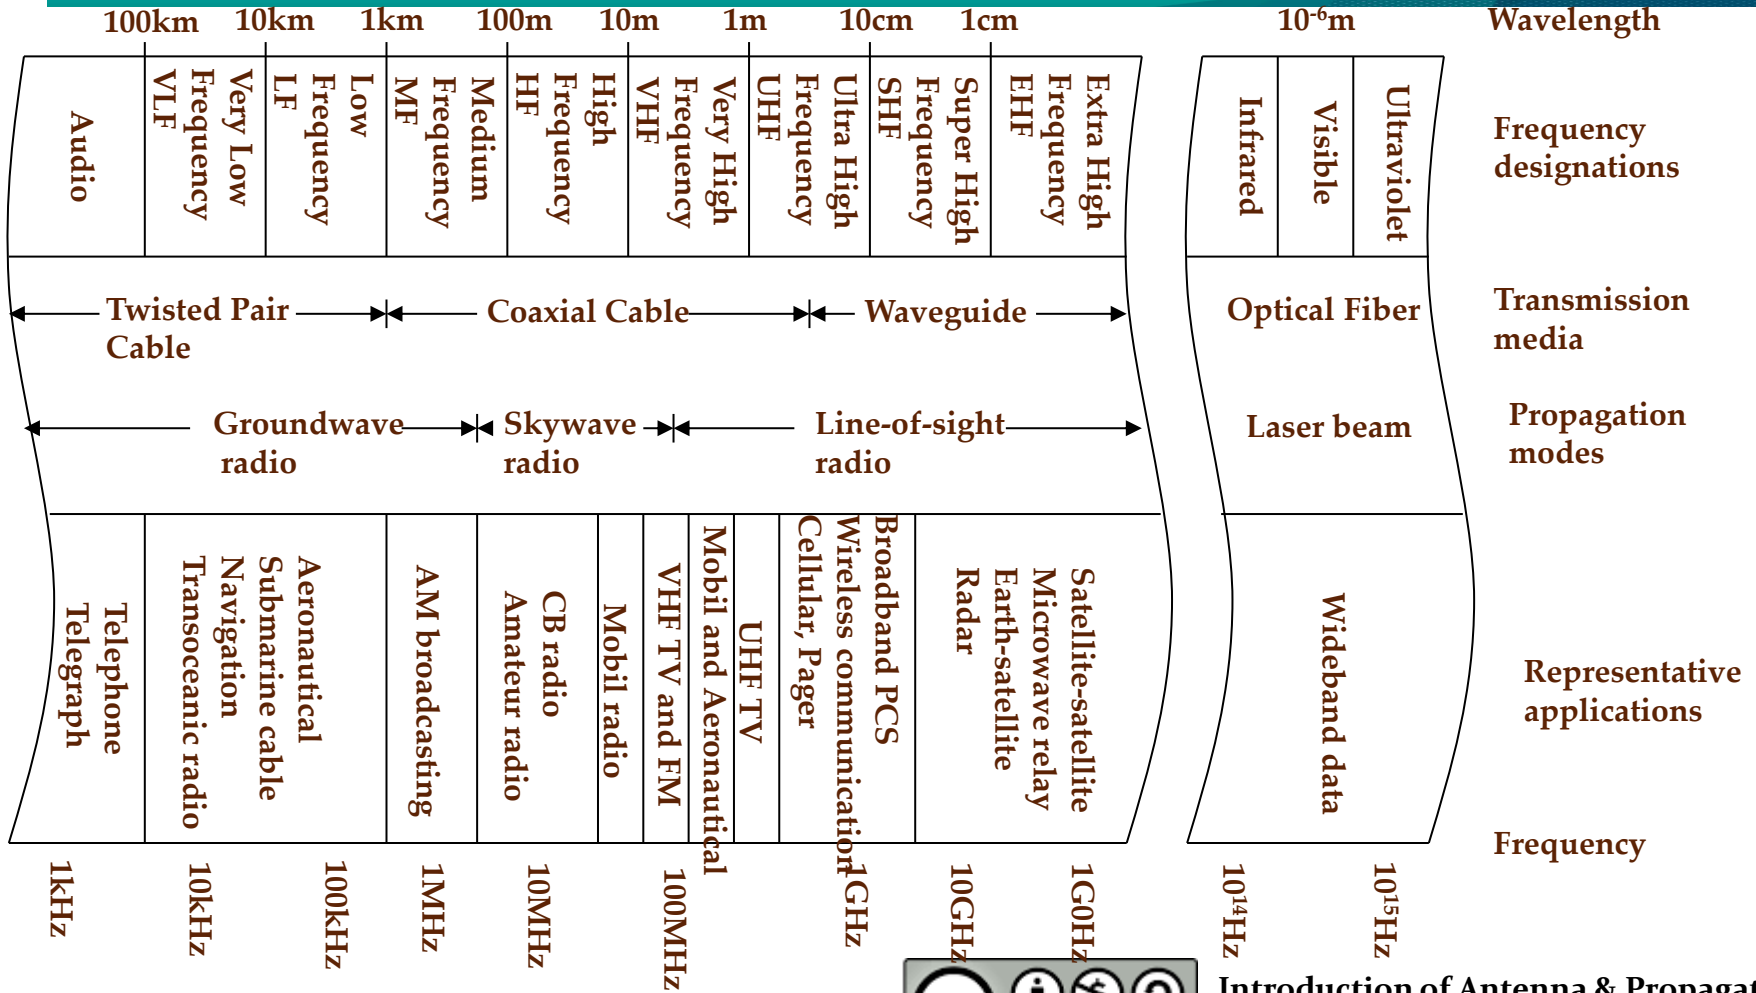 100km 10km 1km 100m 10m 1m 10cm 1cm 10⁻⁶m Wavelength
Audio
Very Low
Frequency
VLF
Low
Frequency
LF
Medium
Frequency
MF
High
Frequency
HF
Very High
Frequency
VHF
Ultra High
Frequency
UHF
Super High
Frequency
SHF
Extra High
Frequency
EHF
Infrared
Visible
Ultraviolet
Frequency
designations
Twisted Pair
Cable
Coaxial Cable
Waveguide
Optical Fiber
Transmission
media
Groundwave
radio
Skywave
radio
Line-of-sight
radio
Laser beam
Propagation
modes
Telephone
Telegraph
Aeronautical
Submarine cable
Navigation
Transoceanic radio
AM broadcasting
CB radio
Amateur radio
Mobil radio
VHF TV and FM
Mobil and Aeronautical
UHF TV
Broadband PCS
Wireless communication
Cellular, Pager
Satellite-satellite
Microwave relay
Earth-satellite
Radar
Wideband data
Representative
applications
Frequency
1kHz
10kHz
100kHz
1MHz
10MHz
100MHz
1GHz
10GHz
1G0Hz
10¹⁴Hz
10¹⁵Hz
Introduction of Antenna & Propagat